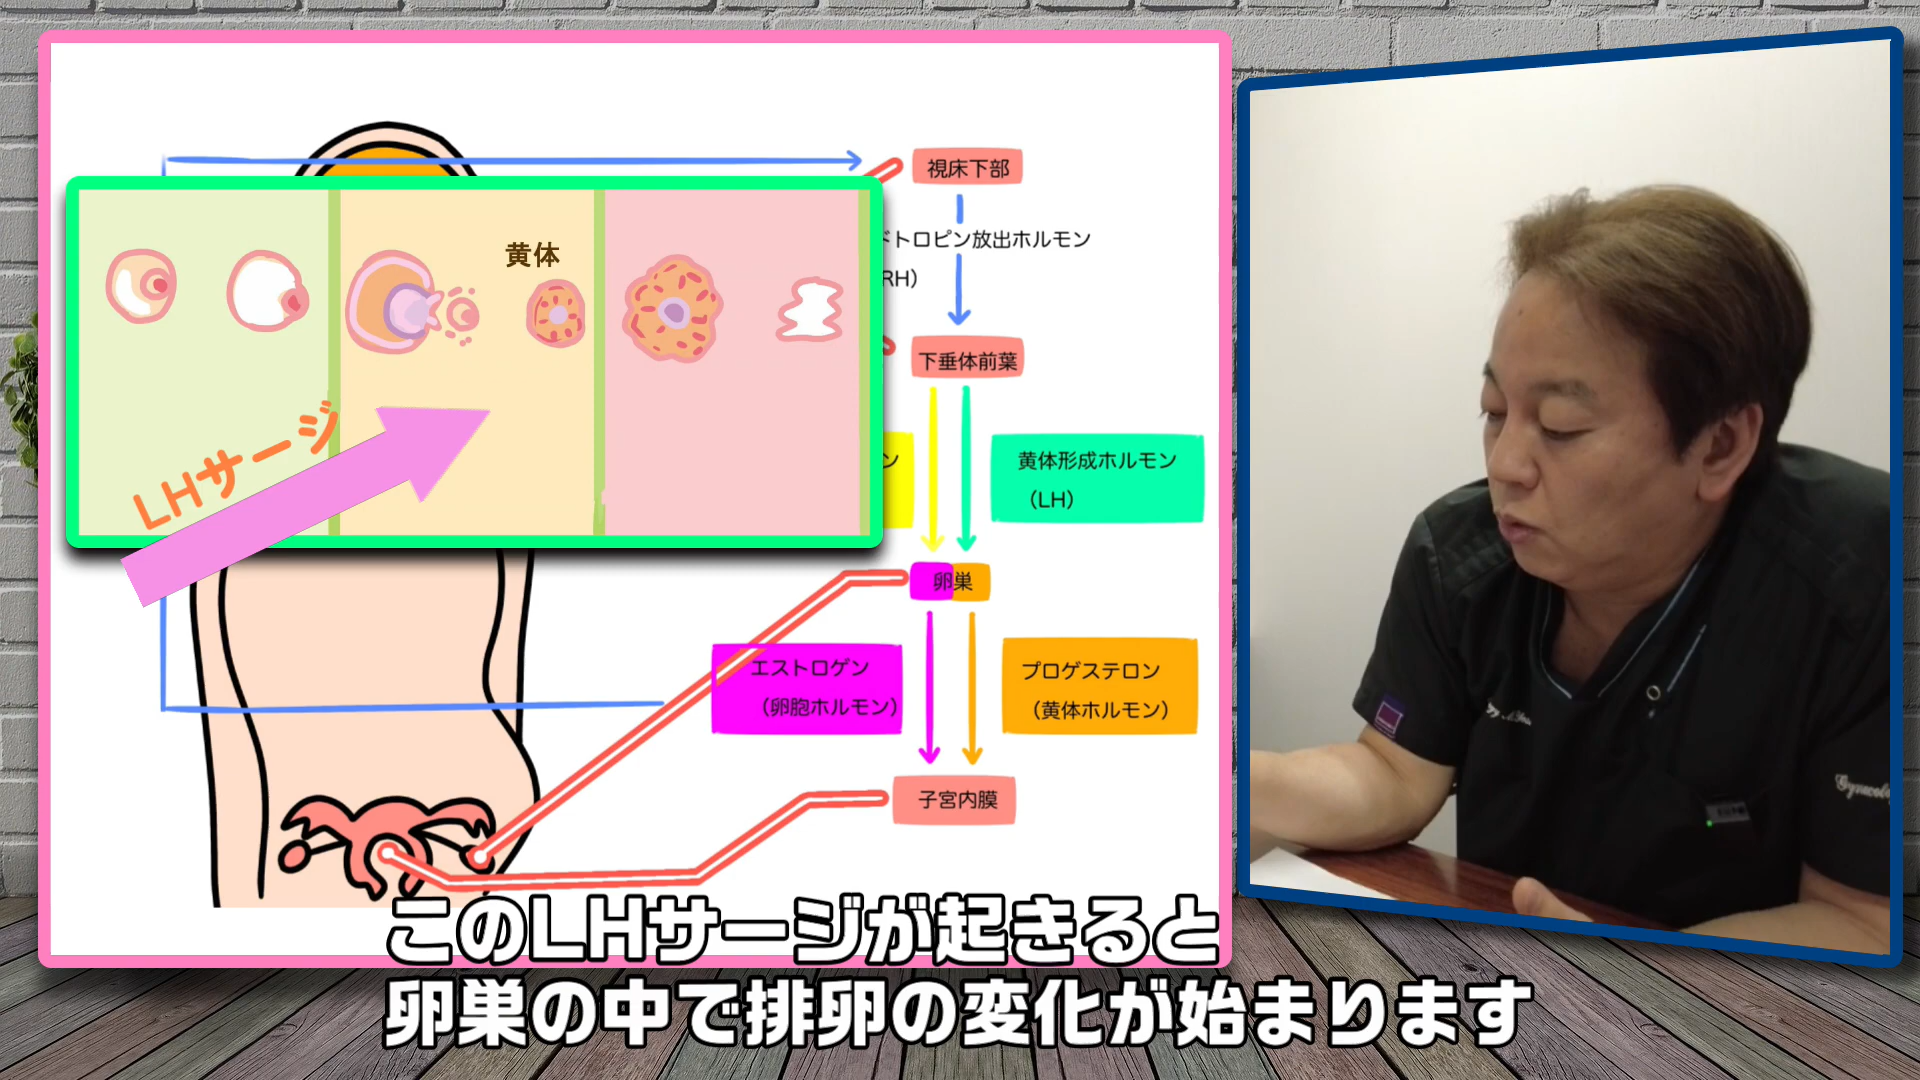 視床下部
ドトロピン放出ホルモン
RH）
下垂体前葉
黄体
LHサージ
ン
黄体形成ホルモン
（LH）
卵巣
エストロゲン
（卵胞ホルモン）
プロゲステロン
（黄体ホルモン）
子宮内膜
このLHサージが起きると
卵巣の中で排卵の変化が始まります